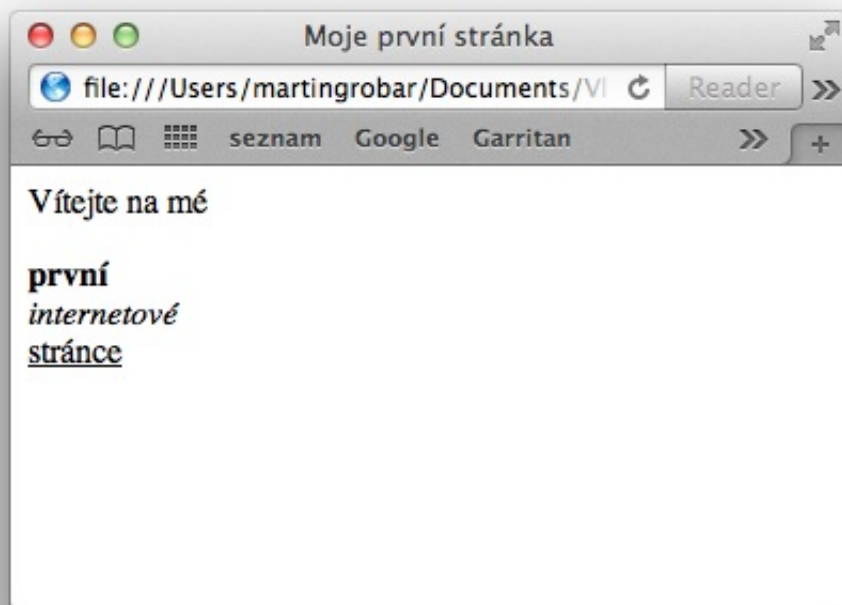 Moje první stránka
file:///Users/martingrobar/Documents/Vl Reader
seznam Google Garritan
Vítejte na mé
první
internetové
stránce